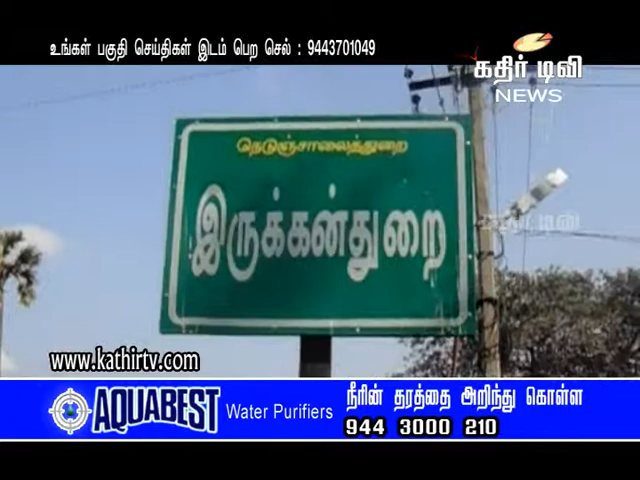 உங்கள் பகுதி செய்திகள் இடம் பெற செல் : 9443701049
கதிர் டிவி
NEWS
நெடுஞ்சாலைத்துறை
இருக்கன்துறை
கதிர் டிவி
www.kathirtv.com
AQUABEST Water Purifiers
நீரின் தரத்தை அறிந்து கொள்ள
944 3000 210